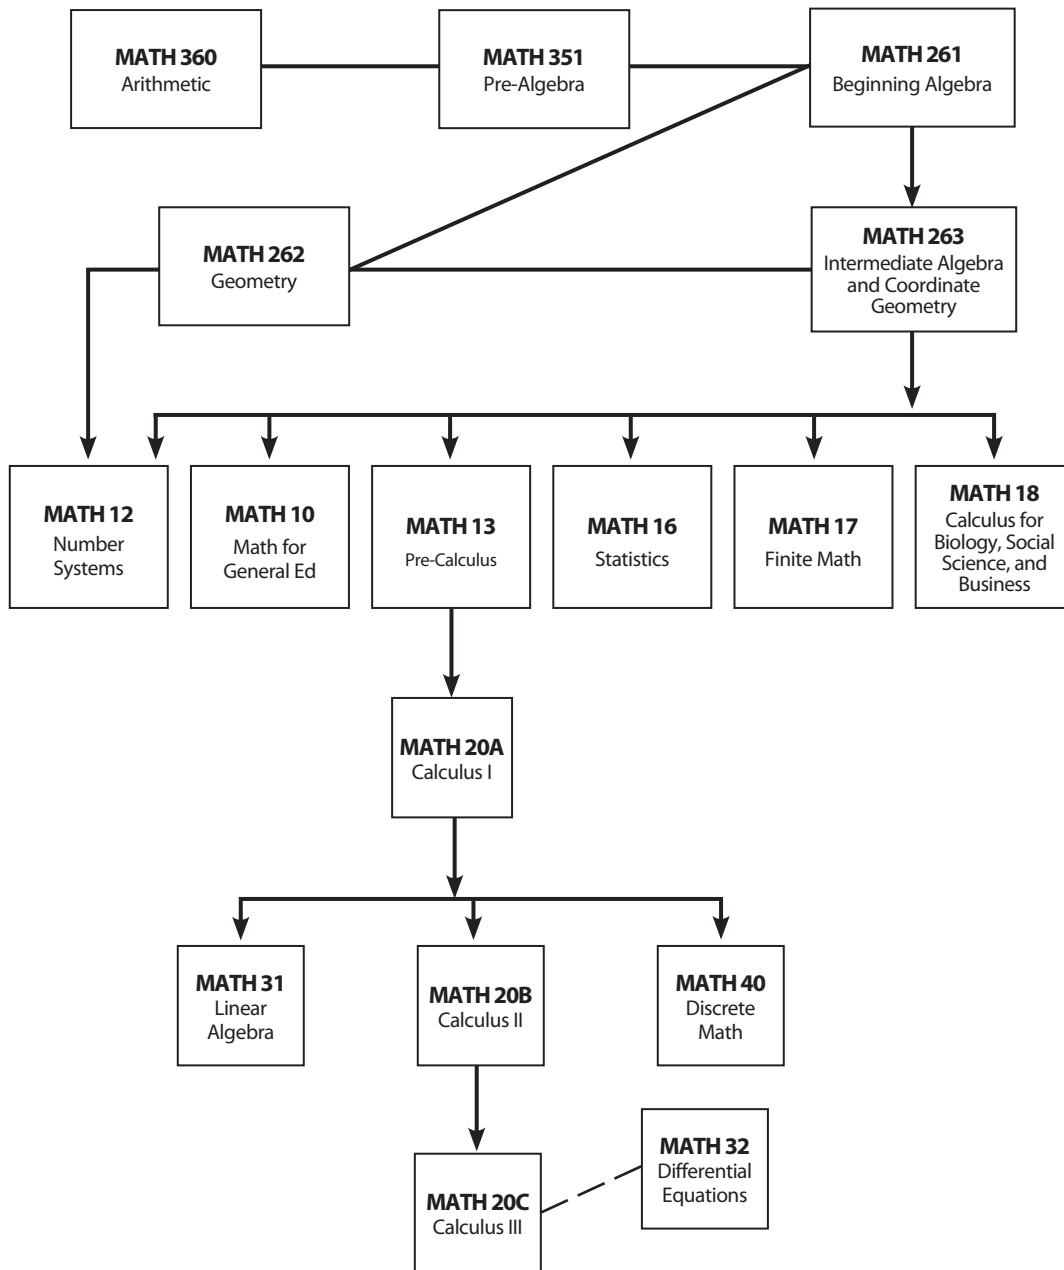 MATH 360
Arithmetic
MATH 351
Pre-Algebra
MATH 261
Beginning Algebra
MATH 262
Geometry
MATH 263
Intermediate Algebra
and Coordinate
Geometry
MATH 12
Number
Systems
MATH 10
Math for
General Ed
MATH 13
Pre-Calculus
MATH 16
Statistics
MATH 17
Finite Math
MATH 18
Calculus for
Biology, Social
Science, and
Business
MATH 20A
Calculus I
MATH 31
Linear
Algebra
MATH 20B
Calculus II
MATH 40
Discrete
Math
MATH 32
Differential
Equations
MATH 20C
Calculus III